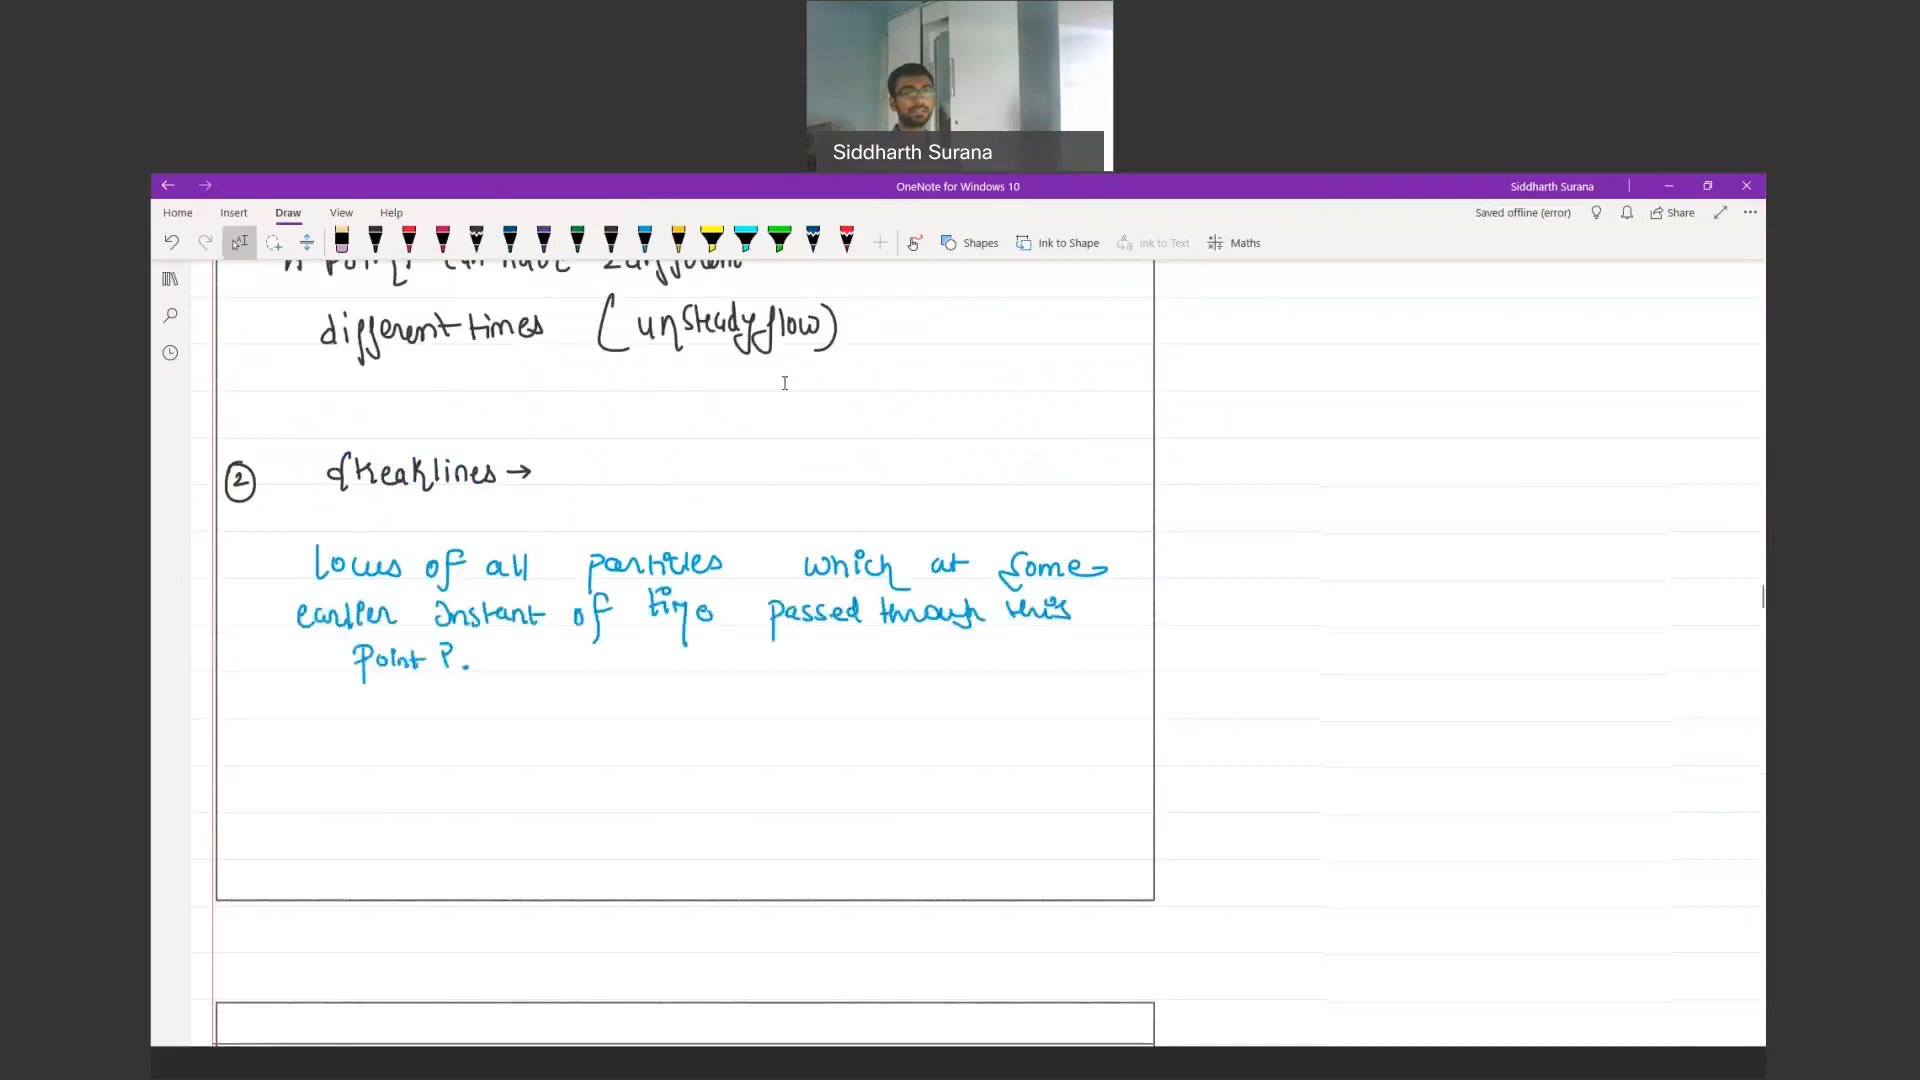 Siddharth Surana
OneNote for Windows 10
Siddharth Surana
Home Insert Draw View Help
Saved offline (error) Share
Shapes Ink to Shape Ink to Text Maths
different times (unsteady flow)
2 streaklines →
locus of all particles which at some
earlier instant of time passed through this
point P.